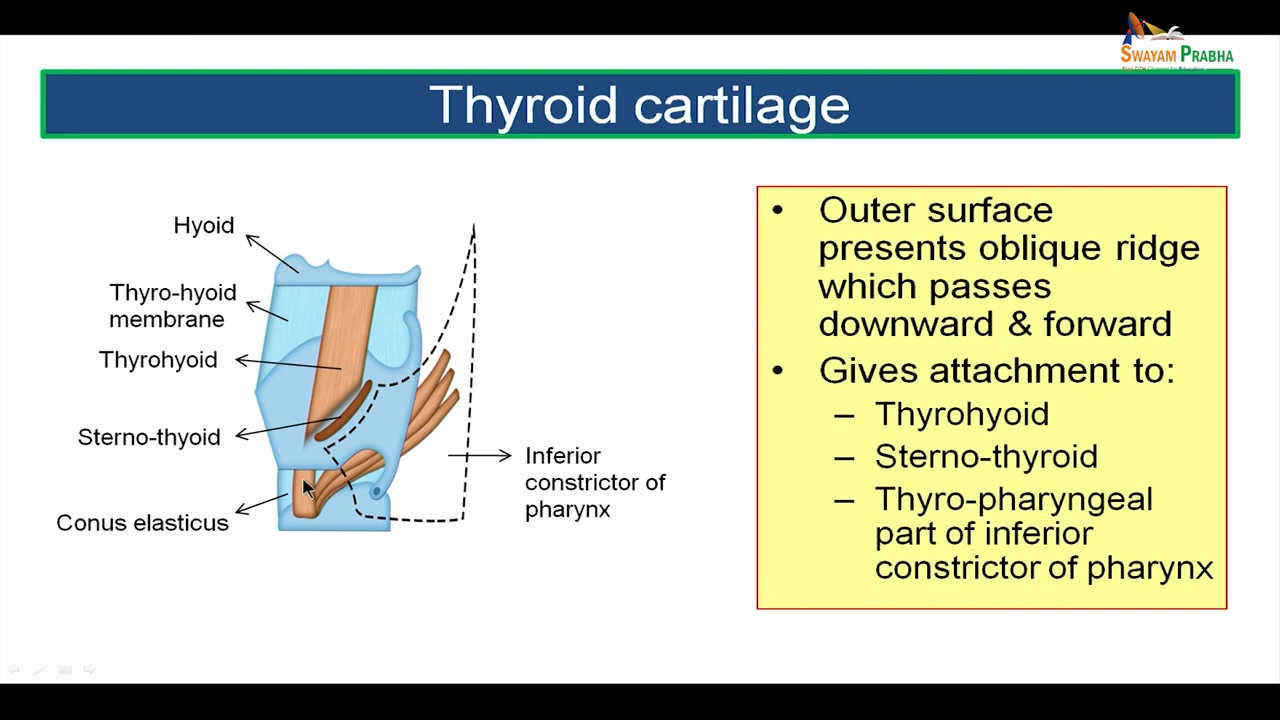 SWAYAM PRABHA
Thyroid cartilage
Hyoid
Thyro-hyoid
membrane
Thyrohyoid
Sterno-thyoid
Conus elasticus
Inferior
constrictor of
pharynx
• Outer surface
presents oblique ridge
which passes
downward & forward
• Gives attachment to:
– Thyrohyoid
– Sterno-thyroid
– Thyro-pharyngeal
part of inferior
constrictor of pharynx